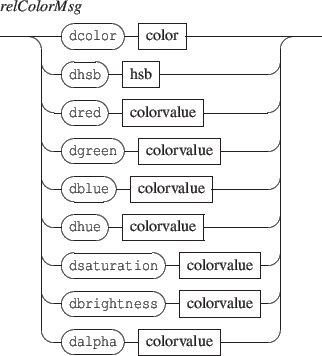 relColorMsg
dcolor color
dhsb hsb
dred colorvalue
dgreen colorvalue
dblue colorvalue
dhue colorvalue
dsaturation colorvalue
dbrightness colorvalue
dalpha colorvalue